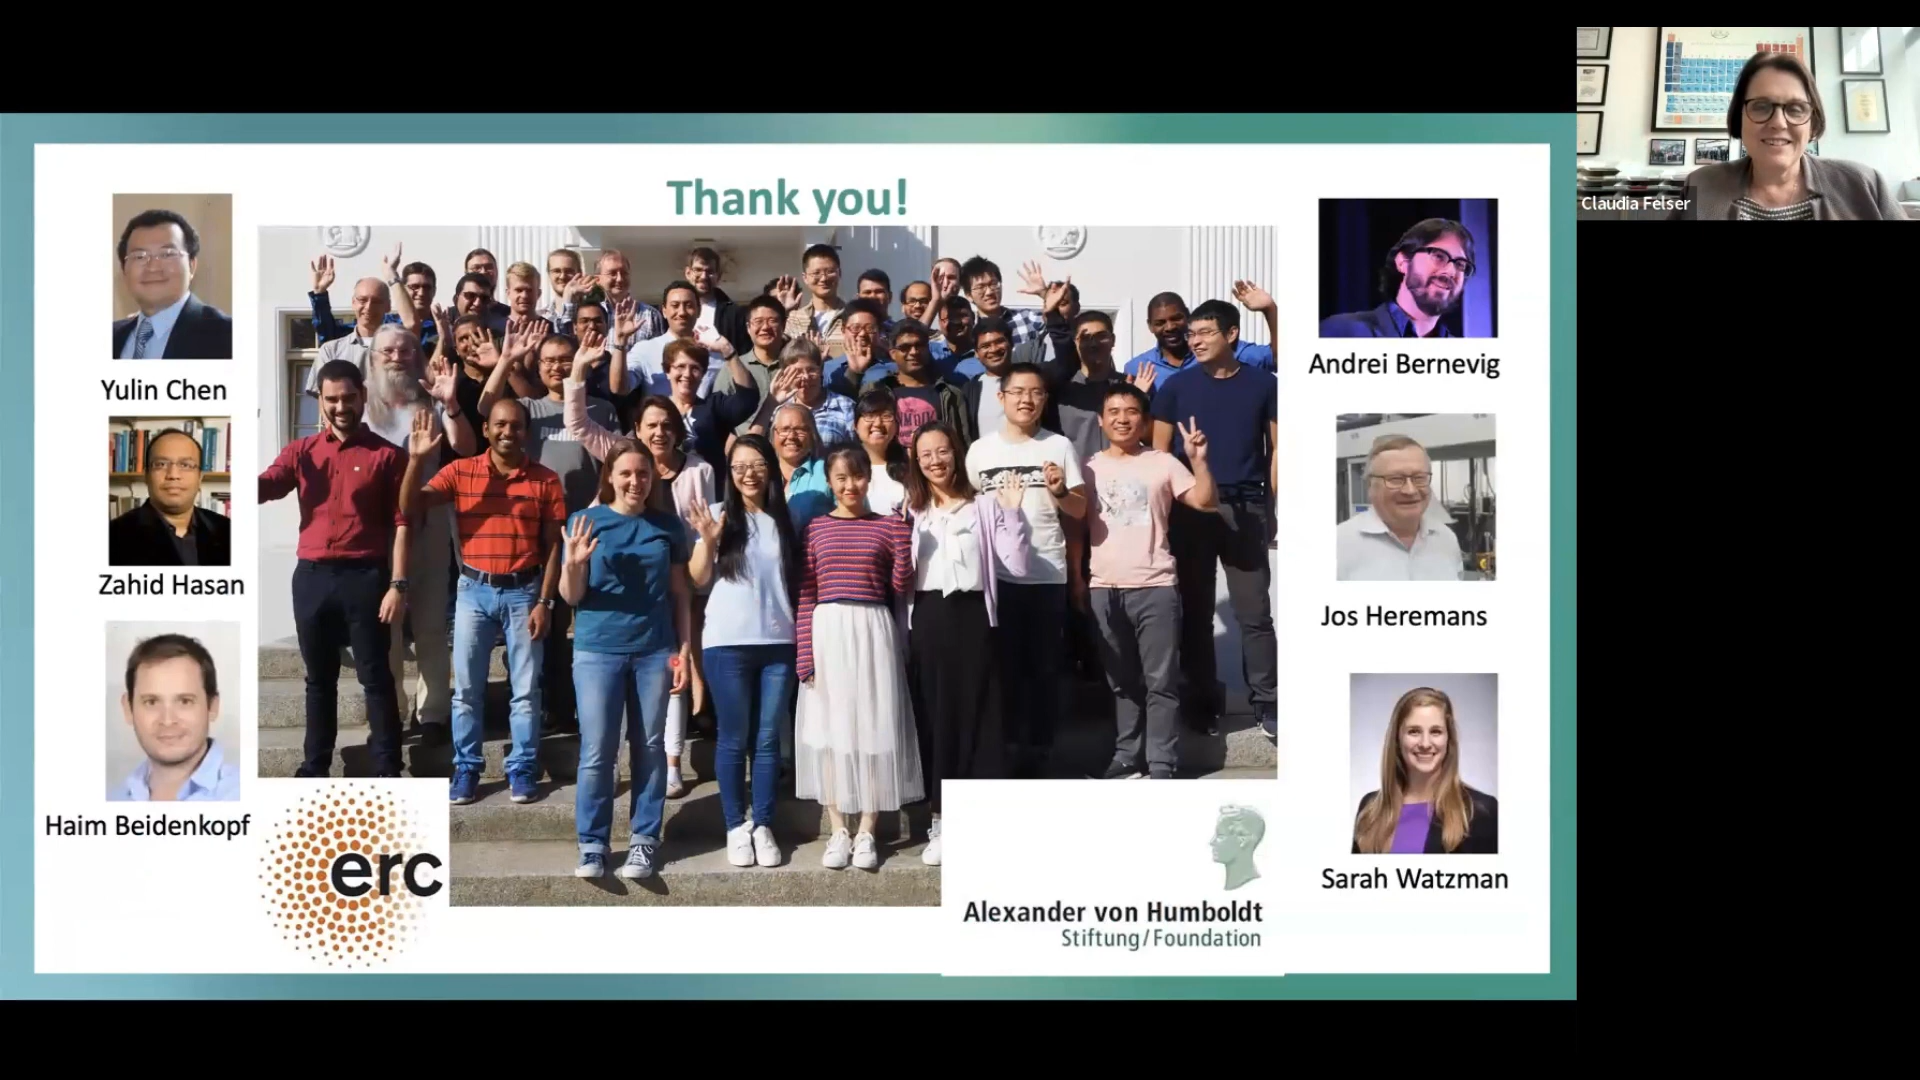 Thank you!
Yulin Chen
Zahid Hasan
Haim Beidenkopf
erc
Alexander von Humboldt
Stiftung/Foundation
Andrei Bernevig
Jos Heremans
Sarah Watzman
Claudia Felser